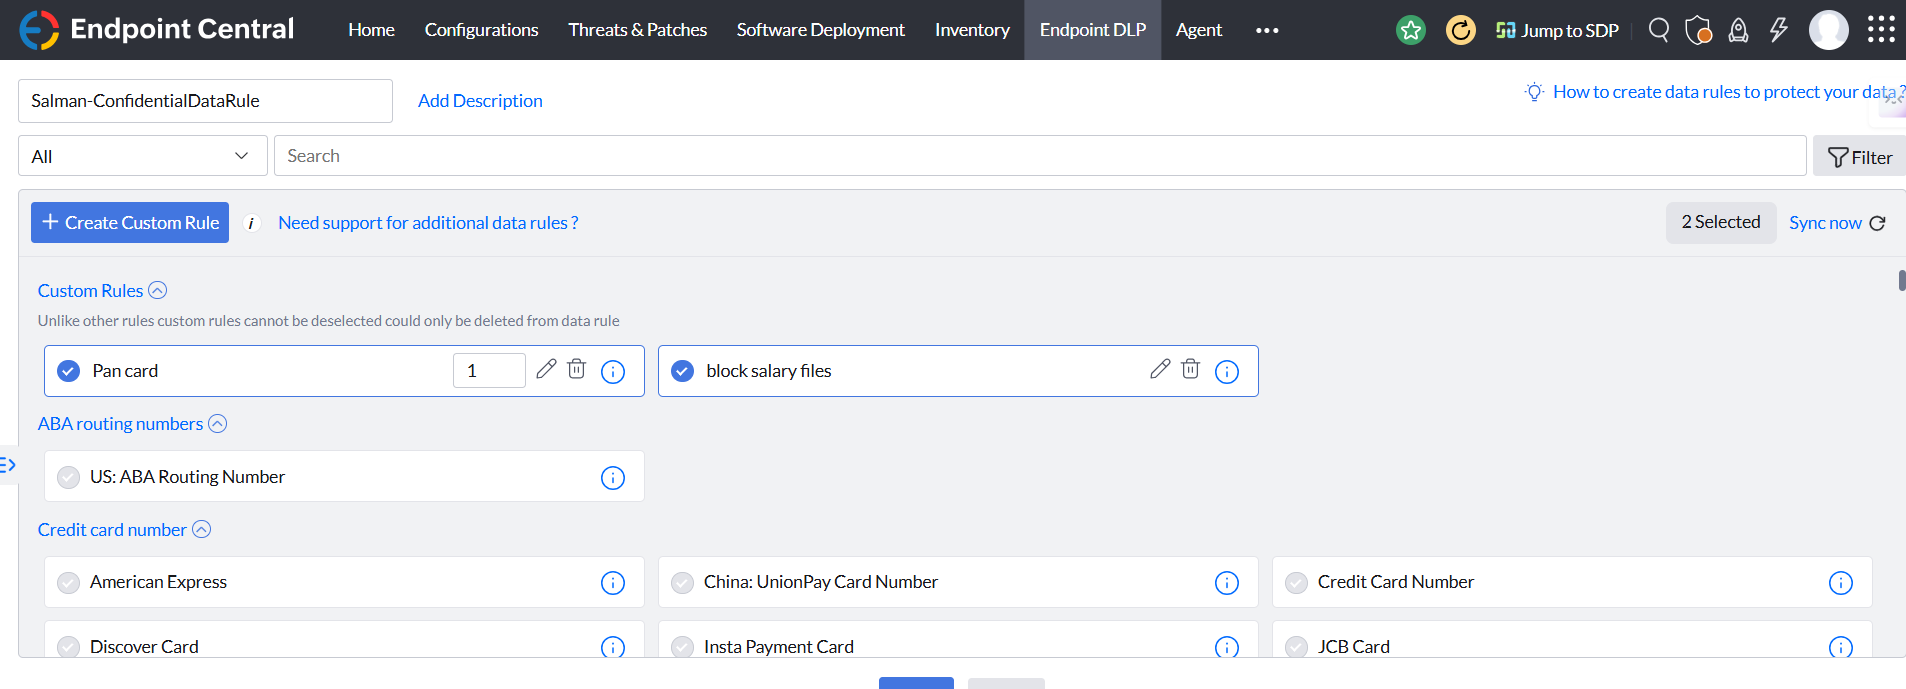 Endpoint Central Home Configurations Threats & Patches Software Deployment Inventory Endpoint DLP Agent ••• Jump to SDP
Salman-ConfidentialDataRule Add Description How to create data rules to protect your data ?
All Search Filter
+ Create Custom Rule i Need support for additional data rules ? 2 Selected Sync now
Custom Rules
Unlike other rules custom rules cannot be deselected could only be deleted from data rule
Pan card 1 block salary files
ABA routing numbers
US: ABA Routing Number
Credit card number
American Express China: UnionPay Card Number Credit Card Number
Discover Card Insta Payment Card JCB Card